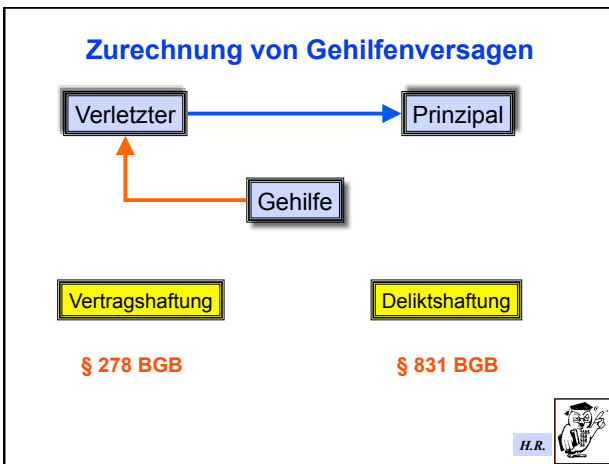 Zurechnung von Gehilfenversagen
Verletzter
Prinzipal
Gehilfe
Vertragshaftung
Deliktshaftung
§ 278 BGB
§ 831 BGB
H.R.